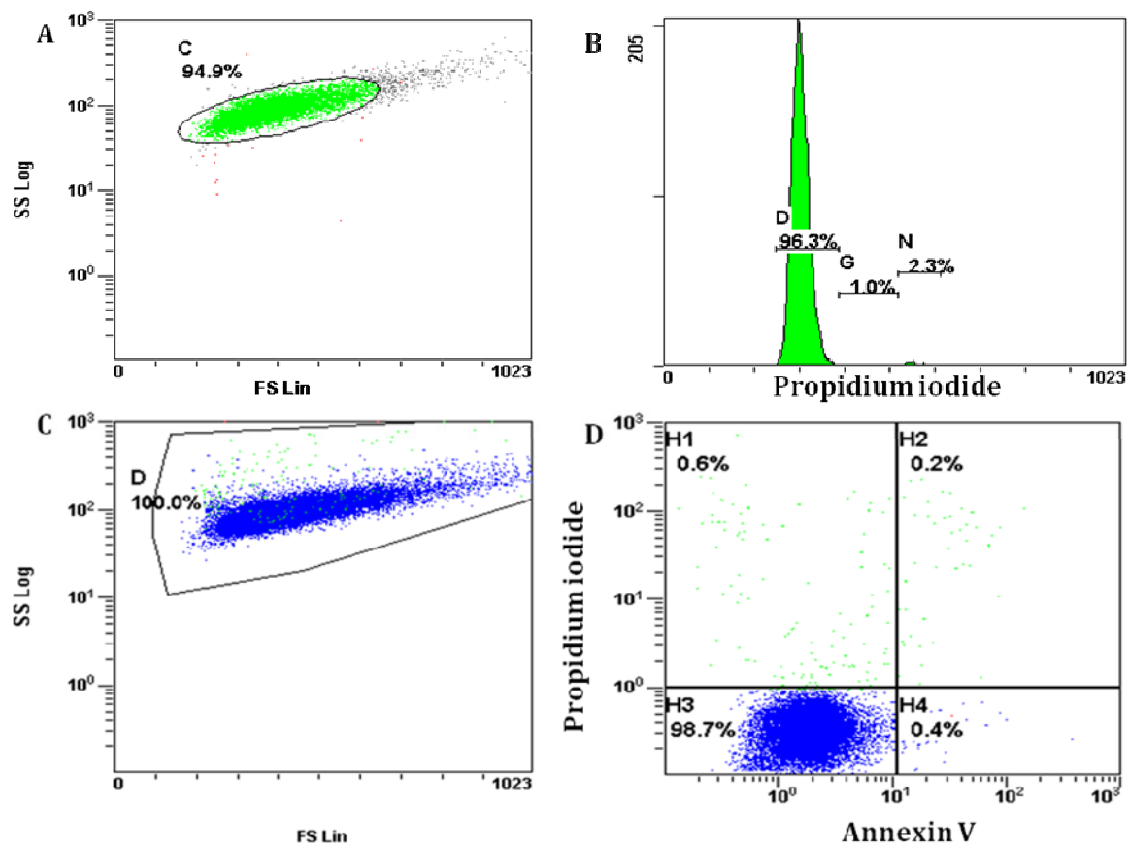 A
10³
C
94.9%
10²
10¹
10⁰
SS Log
0
1023
FS Lin
B
205
D
96.3%
G
1.0%
N
2.3%
0
1023
Propidium iodide
C
10³
D
100.0%
10²
10¹
10⁰
SS Log
0
1023
FS Lin
D
10³
H1
0.6%
H2
0.2%
10²
10¹
10⁰
H3
98.7%
H4
0.4%
Propidium iodide
10⁰
10¹
10²
10³
Annexin V